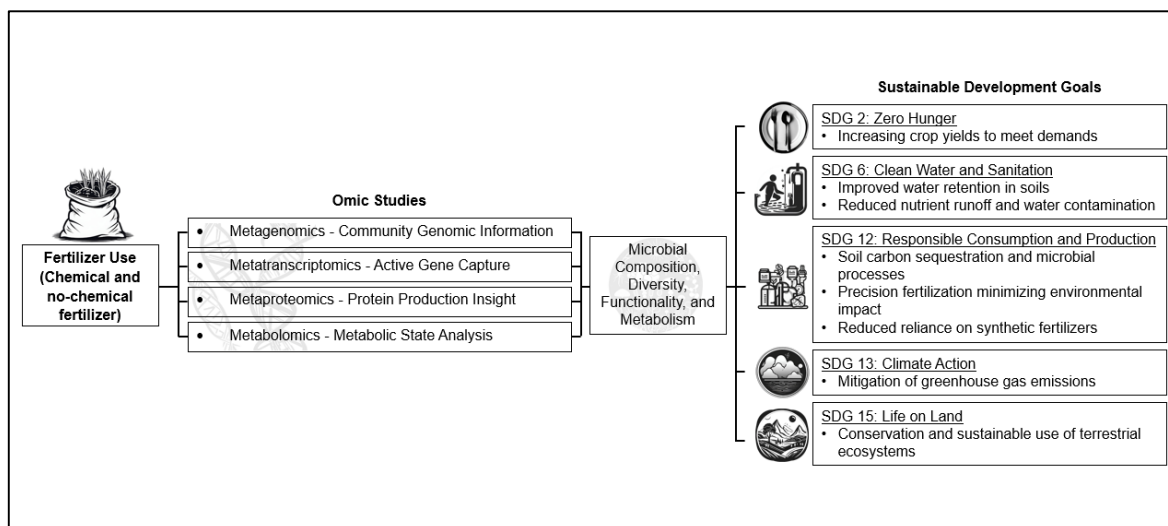 Sustainable Development Goals
SDG 2: Zero Hunger
• Increasing crop yields to meet demands
SDG 6: Clean Water and Sanitation
• Improved water retention in soils
• Reduced nutrient runoff and water contamination
Omic Studies
• Metagenomics - Community Genomic Information
• Metatranscriptomics - Active Gene Capture
• Metaproteomics - Protein Production Insight
• Metabolomics - Metabolic State Analysis
Fertilizer Use
(Chemical and
no-chemical
fertilizer)
Microbial
Composition,
Diversity,
Functionality, and
Metabolism
SDG 12: Responsible Consumption and Production
• Soil carbon sequestration and microbial
processes
• Precision fertilization minimizing environmental
impact
• Reduced reliance on synthetic fertilizers
SDG 13: Climate Action
• Mitigation of greenhouse gas emissions
SDG 15: Life on Land
• Conservation and sustainable use of terrestrial
ecosystems